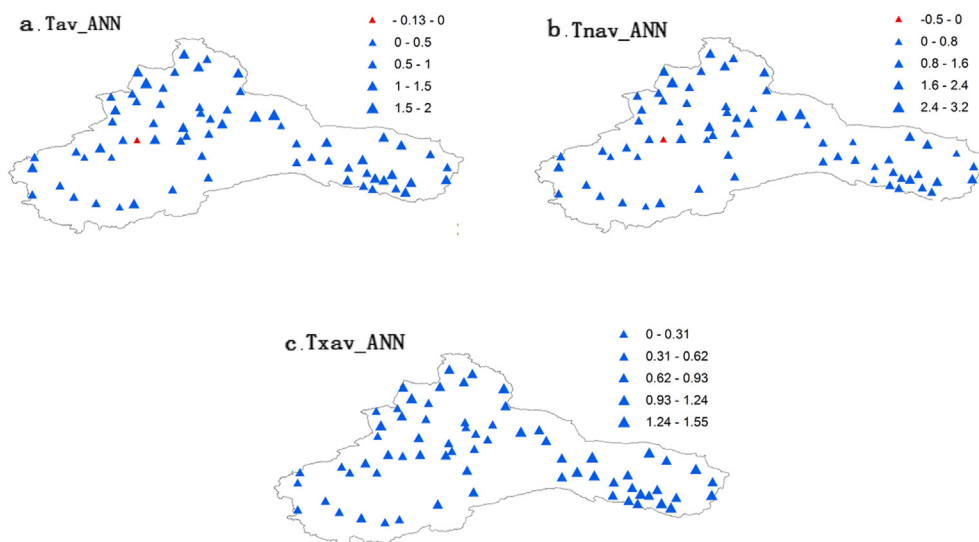 a.Tav_ANN
-0.13 - 0
0 - 0.5
0.5 - 1
1 - 1.5
1.5 - 2
b.Tnav_ANN
-0.5 - 0
0 - 0.8
0.8 - 1.6
1.6 - 2.4
2.4 - 3.2
c.Txav_ANN
0 - 0.31
0.31 - 0.62
0.62 - 0.93
0.93 - 1.24
1.24 - 1.55